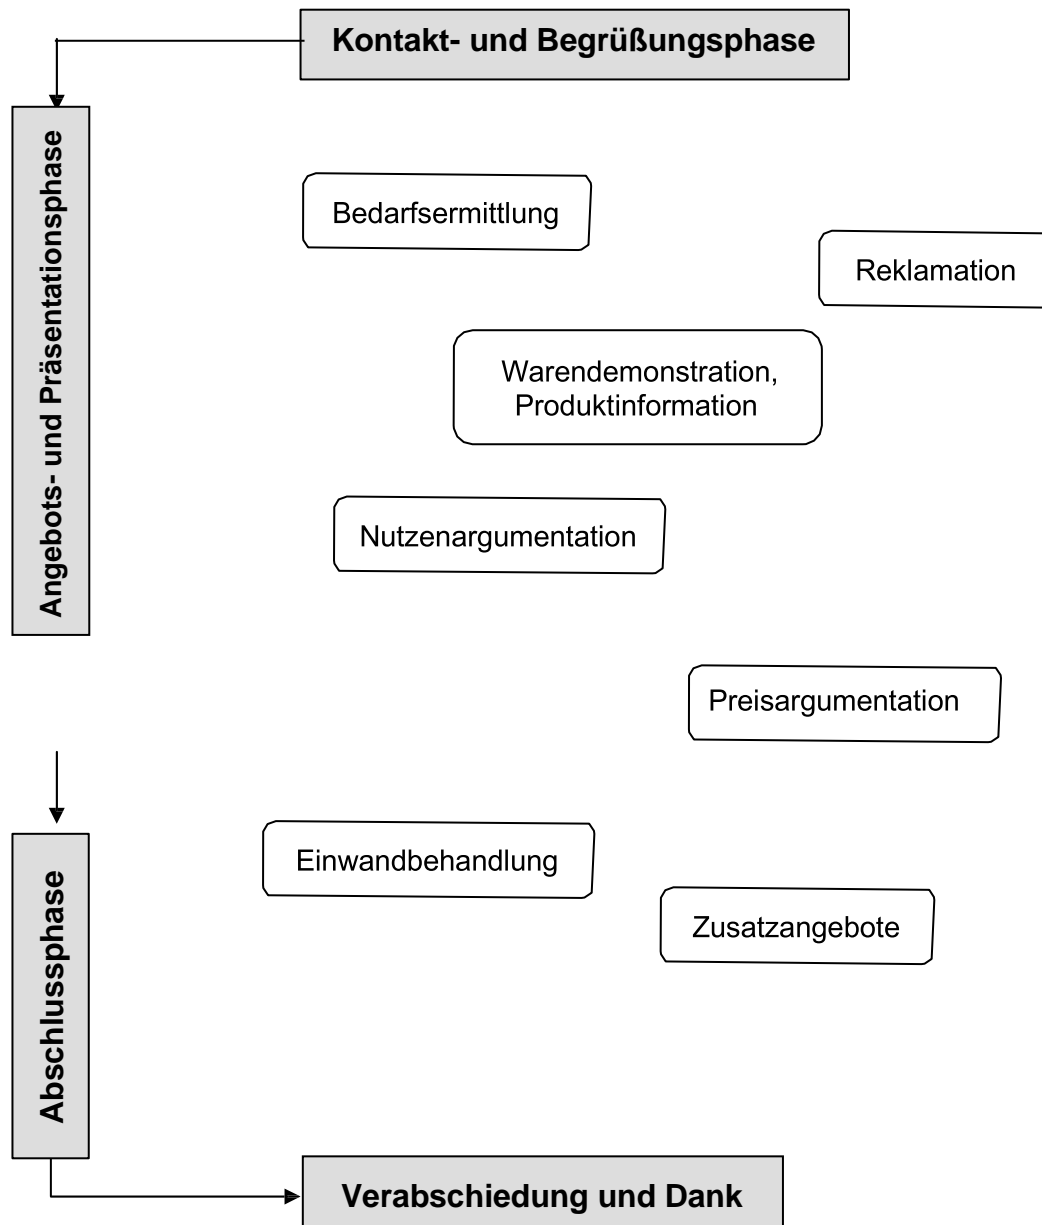 Kontakt- und Begrüßungsphase
Angebots- und Präsentationsphase
Bedarfsermittlung
Reklamation
Warendemonstration,
Produktinformation
Nutzenargumentation
Preisargumentation
Einwandbehandlung
Zusatzangebote
Abschlussphase
Verabschiedung und Dank